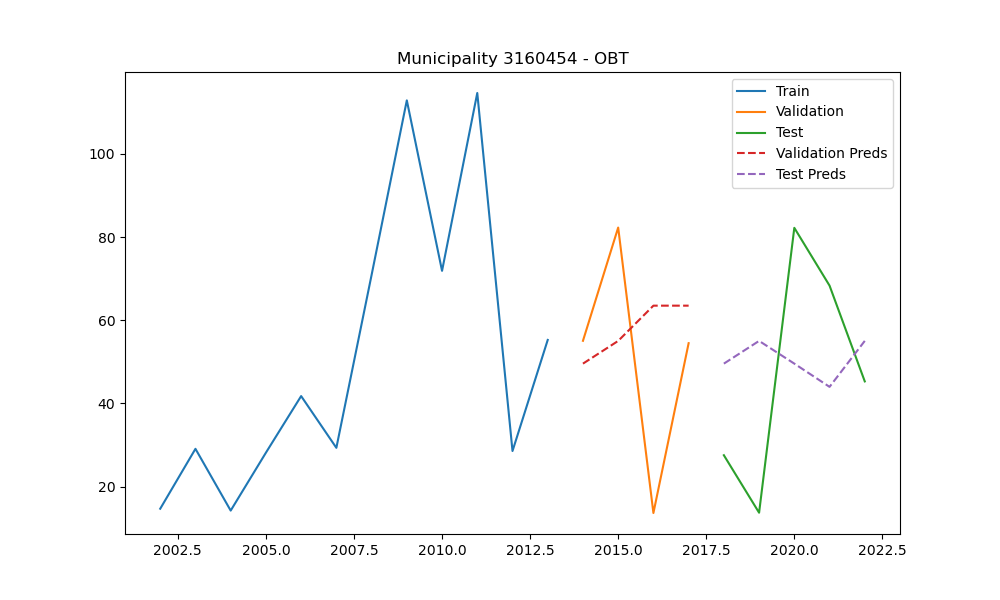 Municipality 3160454 - OBT
Train
Validation
Test
Validation Preds
Test Preds
100
80
60
40
20
2002.5 2005.0 2007.5 2010.0 2012.5 2015.0 2017.5 2020.0 2022.5